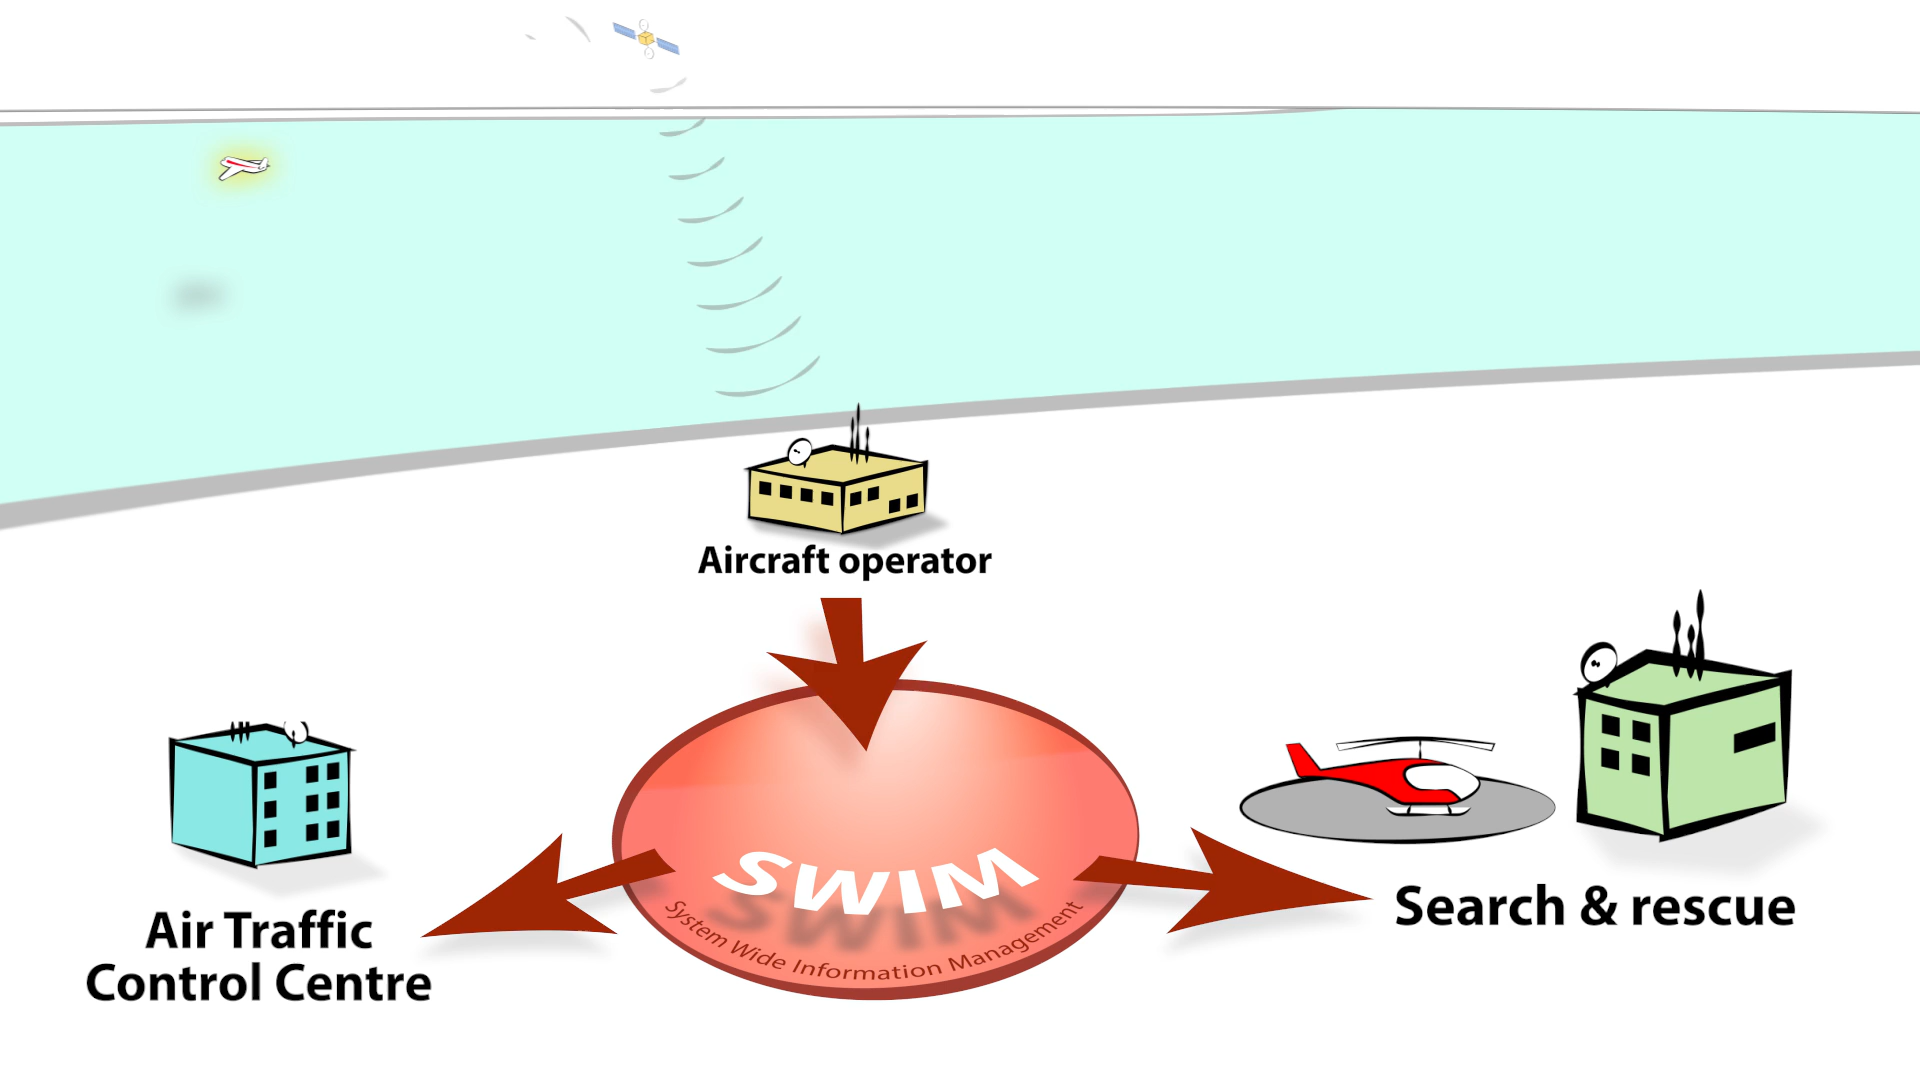 Aircraft operator
SWIM
System Wide Information Management
Air Traffic
Control Centre
Search & rescue